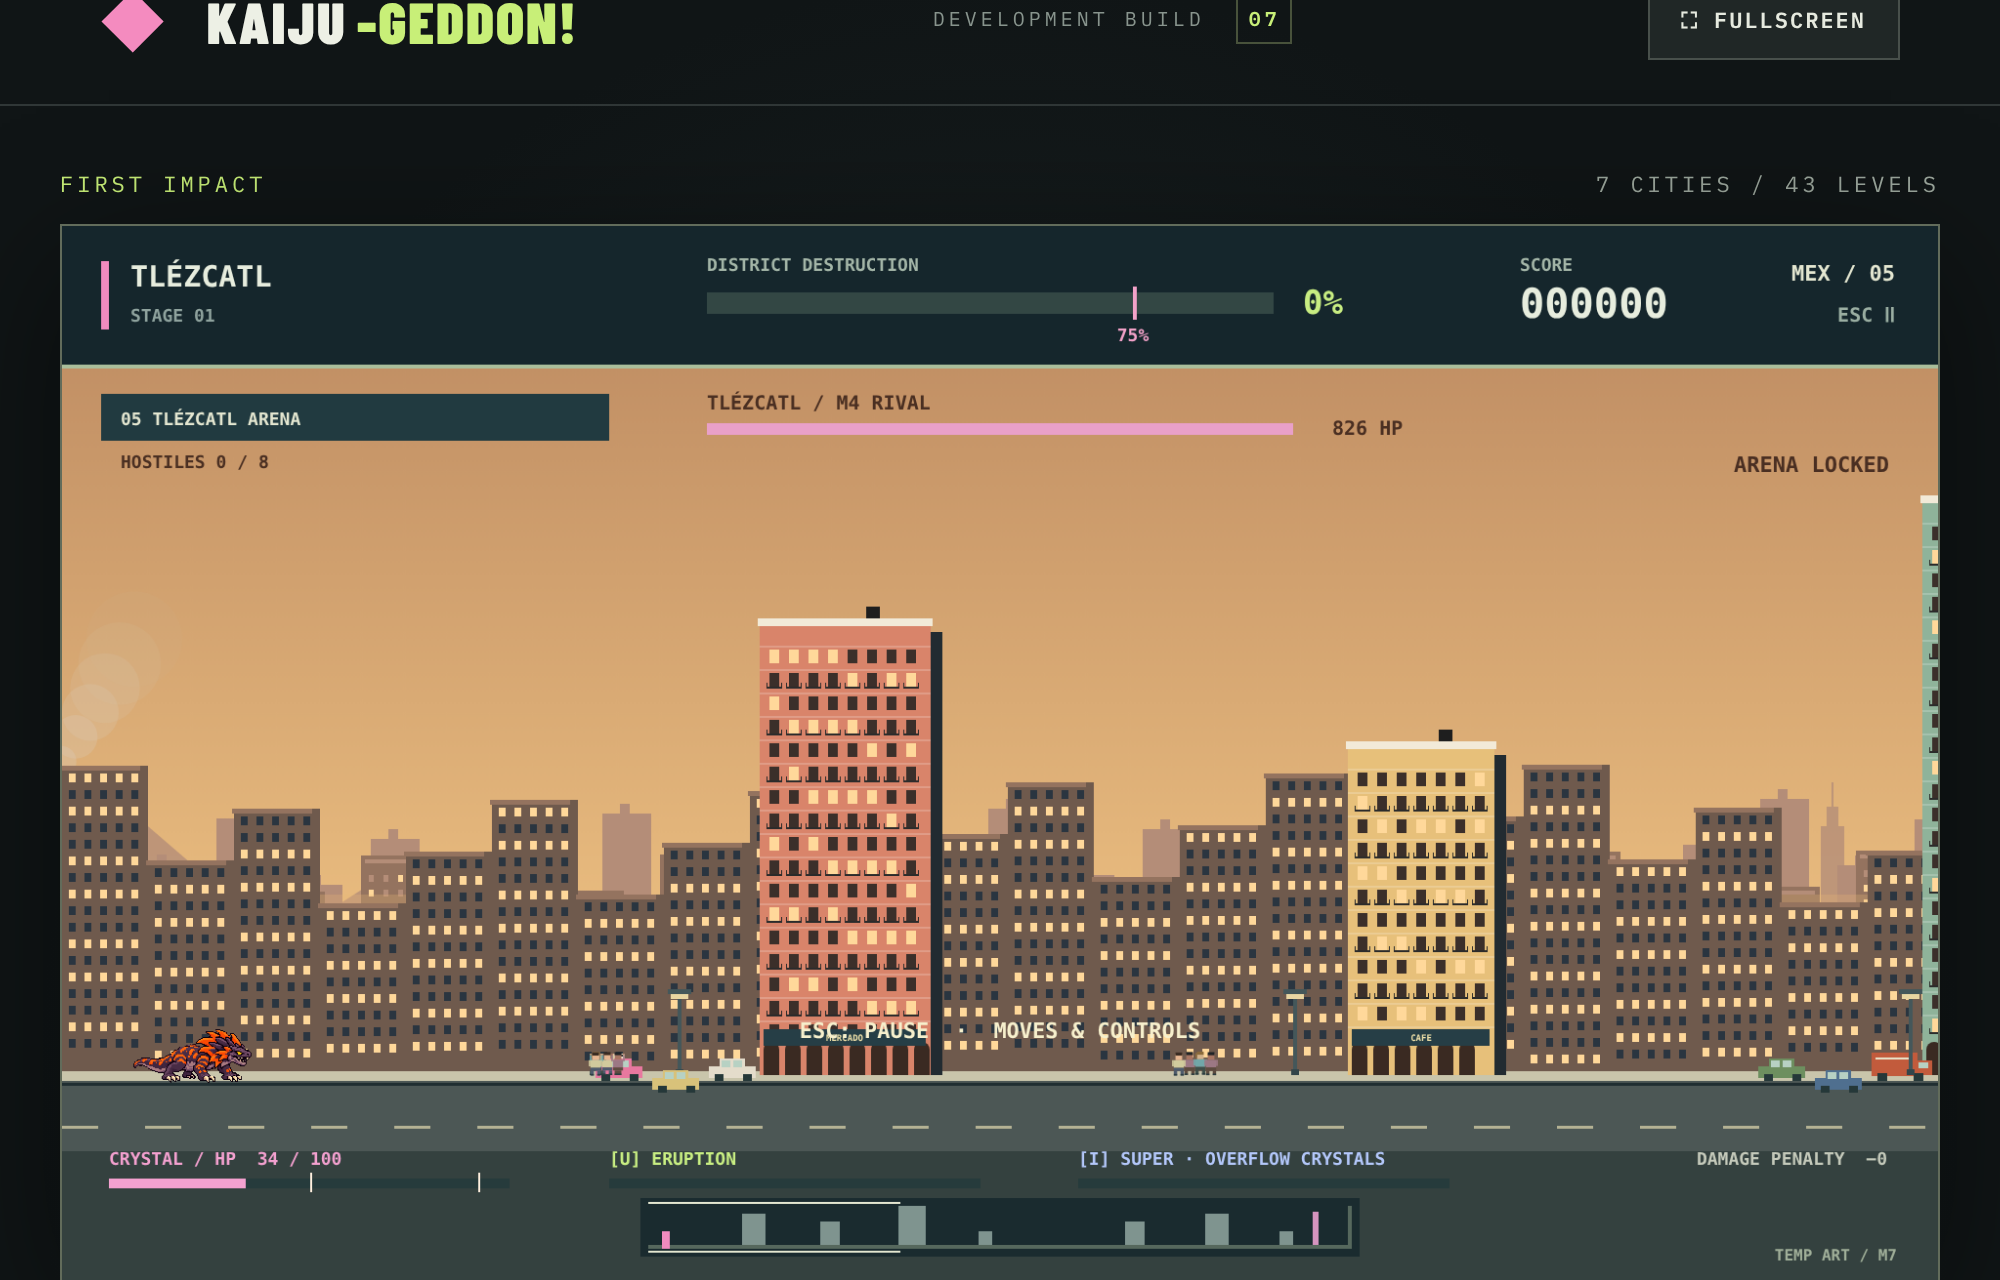 KAIJU -GEDDON!
DEVELOPMENT BUILD 07
FULLSCREEN
FIRST IMPACT
7 CITIES / 43 LEVELS
TLÉZCATL
STAGE 01
DISTRICT DESTRUCTION
0%
75%
SCORE
000000
MEX / 05
ESC II
05 TLÉZCATL ARENA
HOSTILES 0 / 8
TLÉZCATL / M4 RIVAL
826 HP
ARENA LOCKED
ESC: PAUSE · MOVES & CONTROLS
MERCADO
CAFE
CRYSTAL / HP 34 / 100
[U] ERUPTION
[I] SUPER · OVERFLOW CRYSTALS
DAMAGE PENALTY −0
TEMP ART / M7